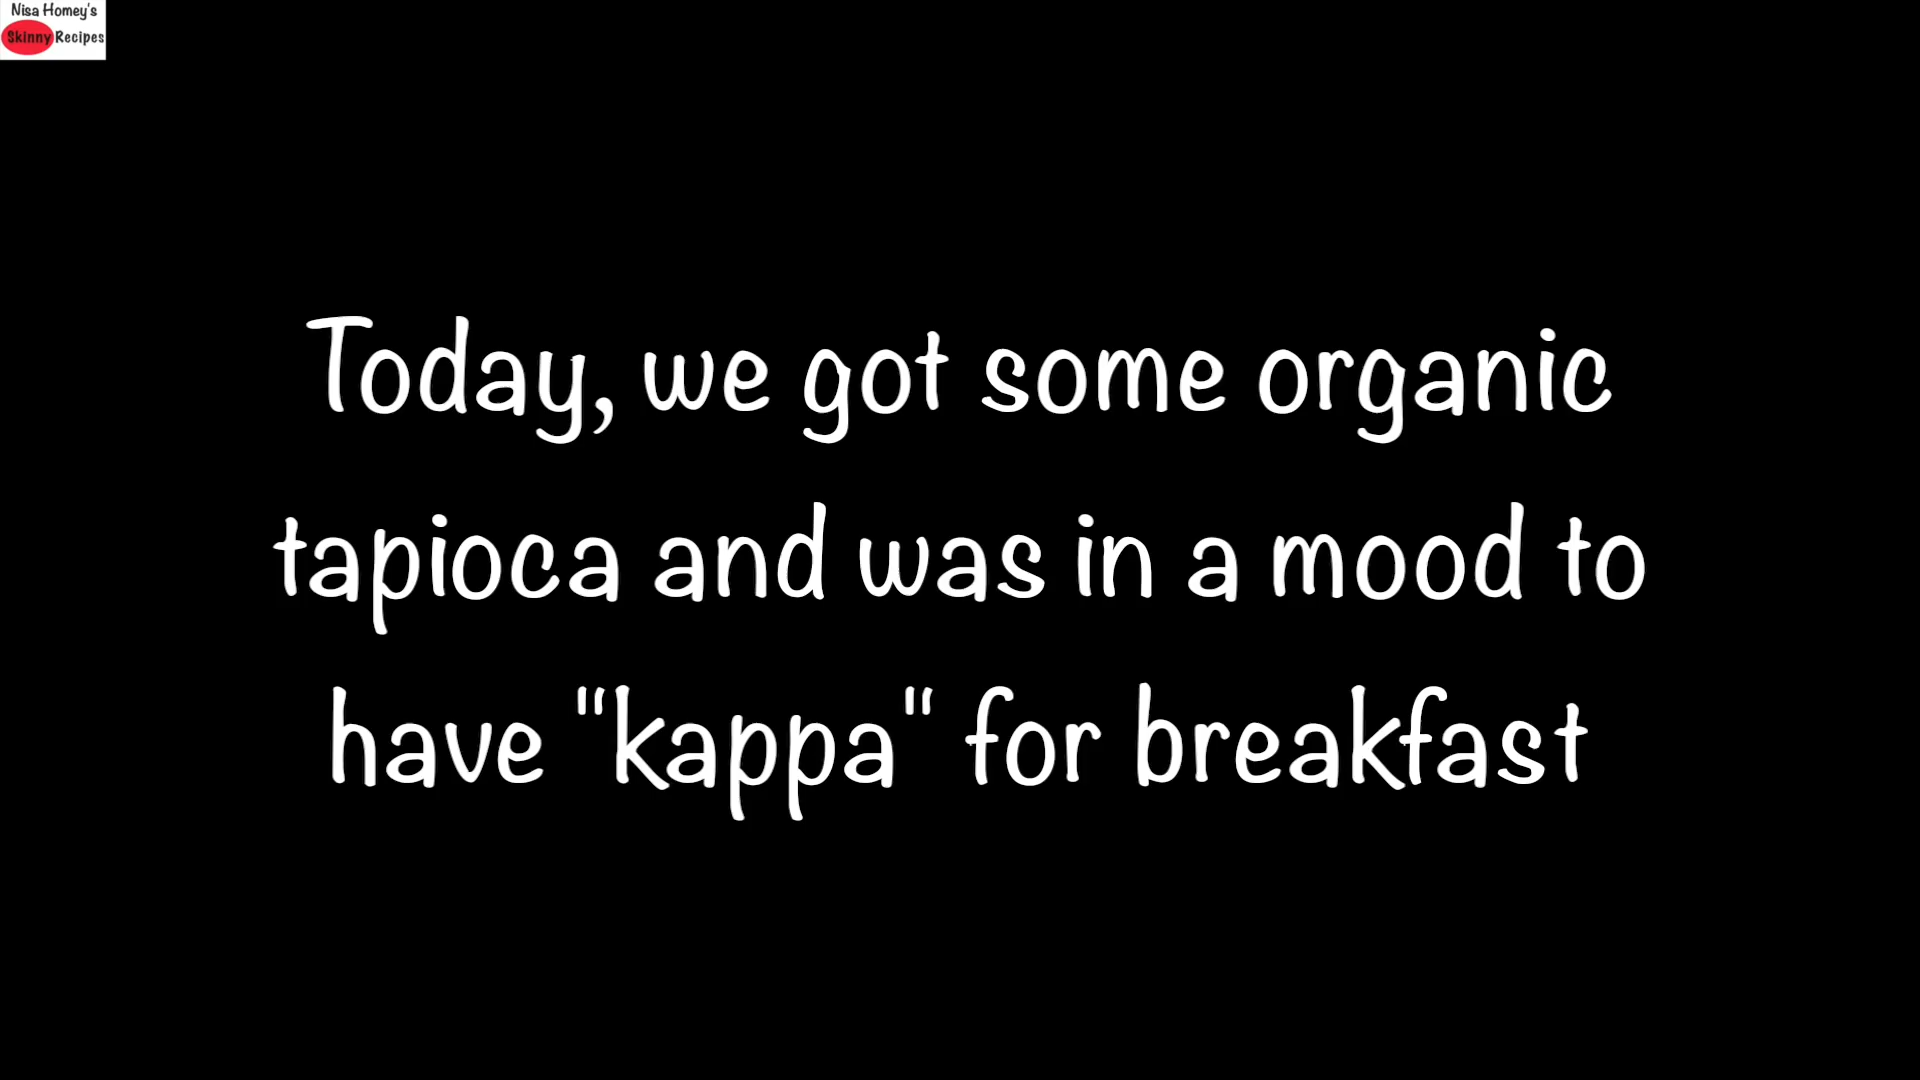 Nisa Homey's
Skinny Recipes
Today, we got some organic
tapioca and was in a mood to
have "kappa" for breakfast